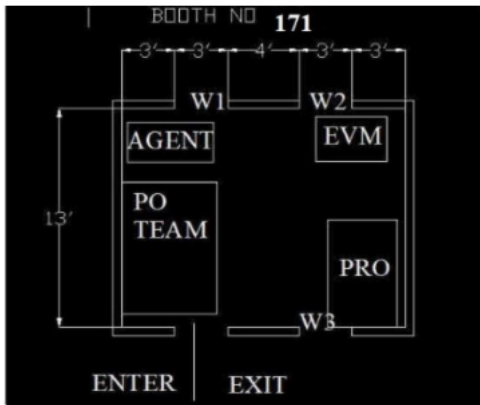 BOOTH NO 171
3' 3' 4' 3' 3'
W1 W2
AGENT EVM
13'
PO
TEAM
PRO
W3
ENTER EXIT